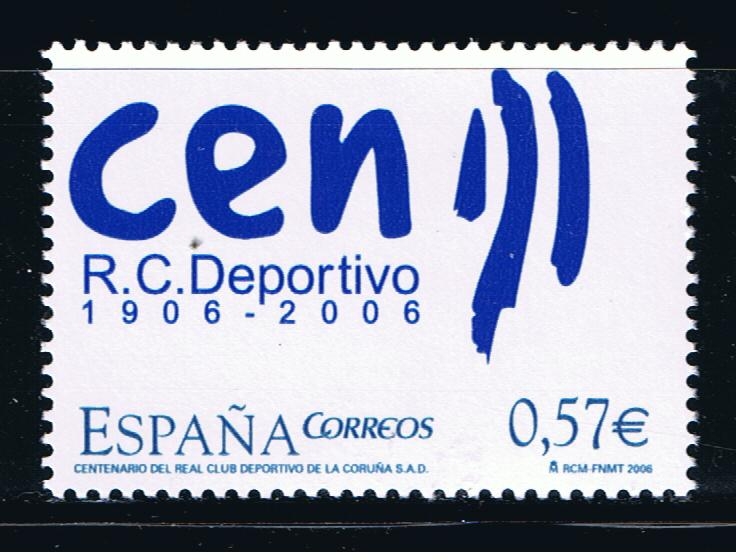 cen
R.C.Deportivo
1906-2006
ESPAÑA CORREOS 0,57€
CENTENARIO DEL REAL CLUB DEPORTIVO DE LA CORUÑA S.A.D. RCM-FNMT 2006